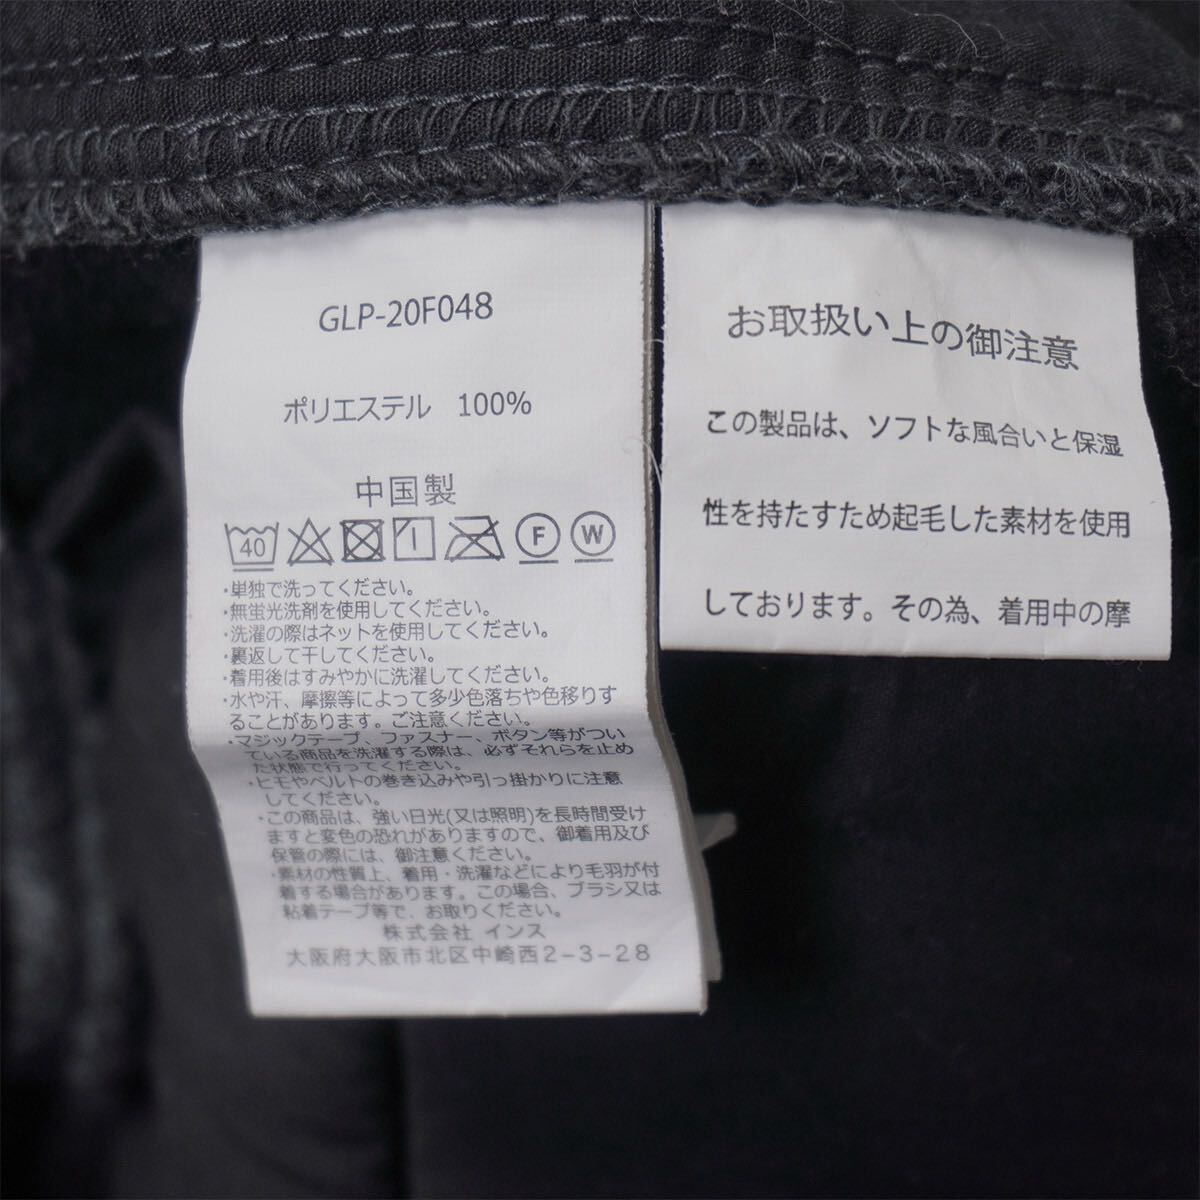 GLP-20F048
ポリエステル 100%
中国製
40
F
W
・単独で洗ってください。
・無蛍光洗剤を使用してください。
・洗濯の際はネットを使用してください。
・裏返して干してください。
・着用後はすみやかに洗濯してください。
・水や汗、摩擦等によって多少色落ちや色移りす
ることがあります。ご注意ください。
・マジックテープ、ファスナー、ボタン等がつい
ている商品を洗濯する際は、必ずそれらを止め
た状態で行ってください。
・ヒモやベルトの巻き込みや引っ掛かりに注意
してください。
・この商品は、強い日光(又は照明)を長時間受け
ますと変色の恐れがありますので、御着用及び
保管の際には、御注意ください。
・素材の性質上、着用・洗濯などにより毛羽が付
着する場合があります。この場合、ブラシ又は
粘着テープ等で、お取りください。
株式会社 インス
大阪府大阪市北区中崎西2-3-28
お取扱い上の御注意
この製品は、ソフトな風合いと保湿
性を持たすため起毛した素材を使用
しております。その為、着用中の摩